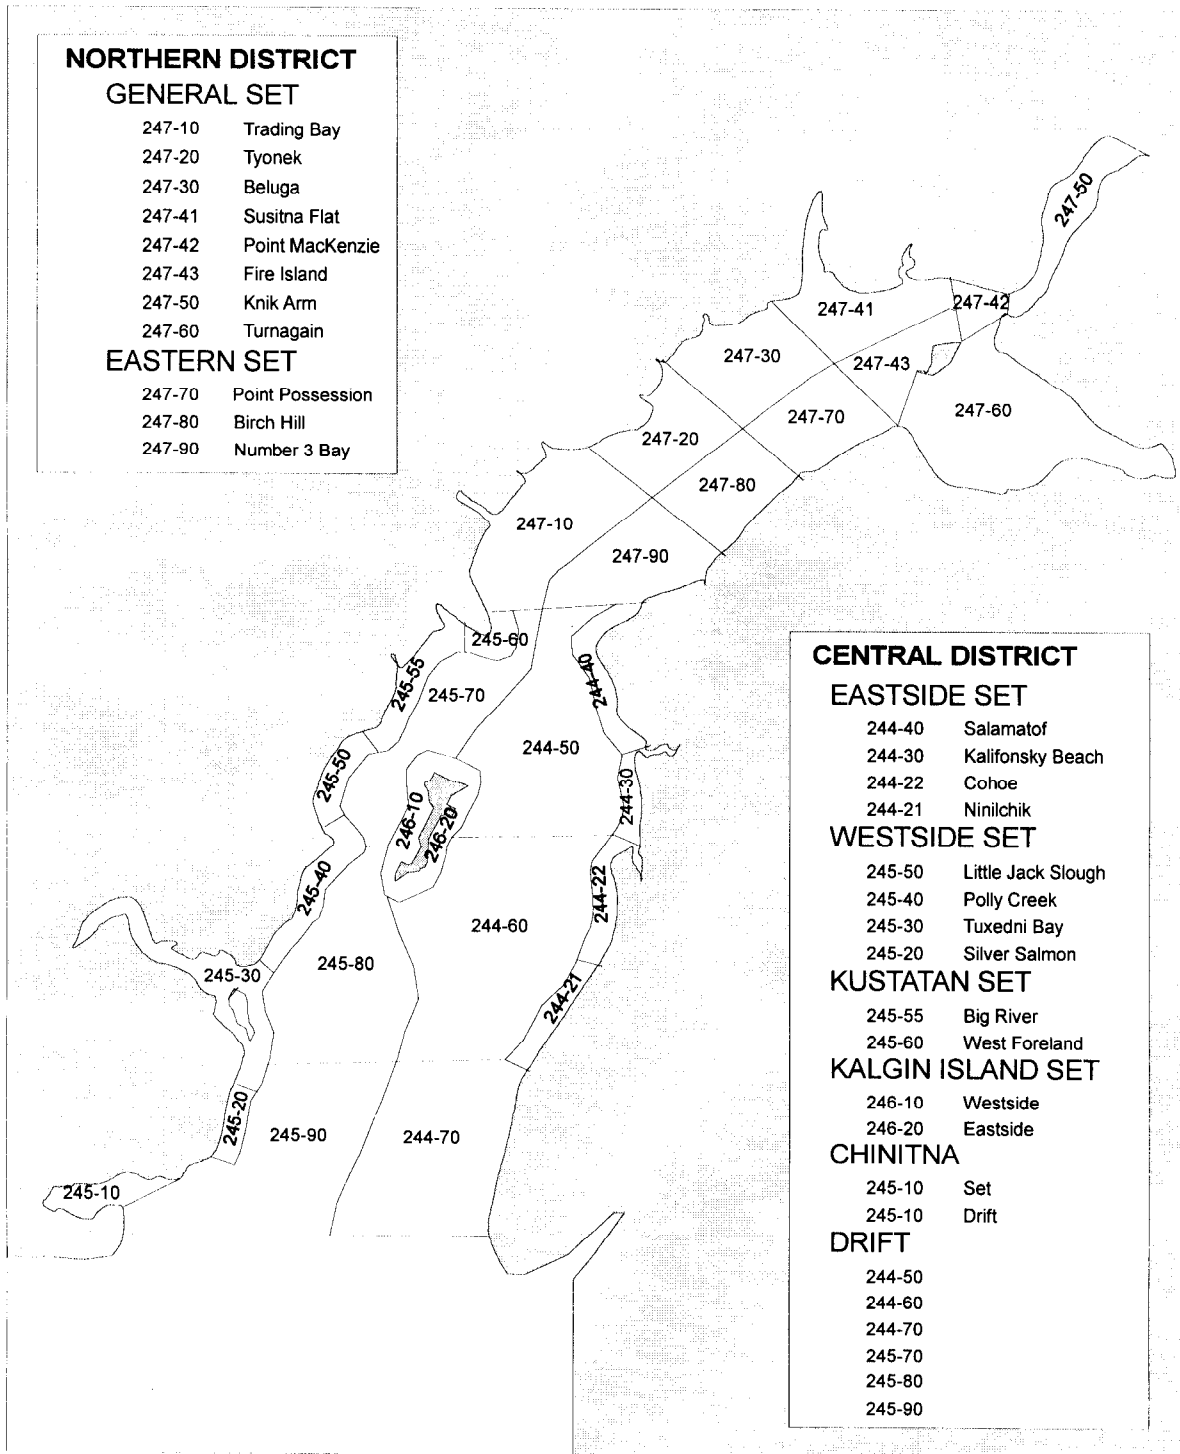 NORTHERN DISTRICT
GENERAL SET
247-10 Trading Bay
247-20 Tyonek
247-30 Beluga
247-41 Susitna Flat
247-42 Point MacKenzie
247-43 Fire Island
247-50 Knik Arm
247-60 Turnagain
EASTERN SET
247-70 Point Possession
247-80 Birch Hill
247-90 Number 3 Bay
247-50
247-41
247-42
247-30
247-43
247-70
247-60
247-20
247-80
247-10
247-90
245-60
245-55
245-70
244-40
244-50
245-50
244-30
246-10
246-20
245-40
244-22
244-60
245-80
245-30
244-21
245-20
245-90
244-70
245-10
CENTRAL DISTRICT
EASTSIDE SET
244-40 Salamatof
244-30 Kalifonsky Beach
244-22 Cohoe
244-21 Ninilchik
WESTSIDE SET
245-50 Little Jack Slough
245-40 Polly Creek
245-30 Tuxedni Bay
245-20 Silver Salmon
KUSTATAN SET
245-55 Big River
245-60 West Foreland
KALGIN ISLAND SET
246-10 Westside
246-20 Eastside
CHINITNA
245-10 Set
245-10 Drift
DRIFT
244-50
244-60
244-70
245-70
245-80
245-90